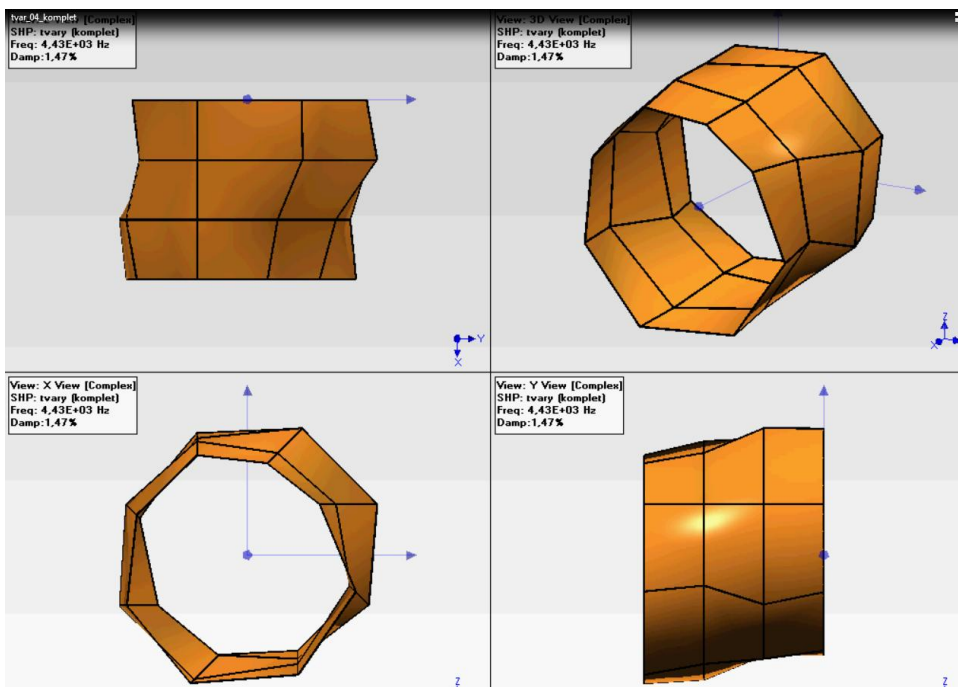 tvar_04_komplet
SHP: tvary (komplet)
Freq: 4,43E+03 Hz
Damp:1,47%
View: 3D View [Complex]
SHP: tvary (komplet)
Freq: 4,43E+03 Hz
Damp:1,47%
Y
X
Z
X
View: X View [Complex]
SHP: tvary (komplet)
Freq: 4,43E+03 Hz
Damp:1,47%
Z
View: Y View [Complex]
SHP: tvary (komplet)
Freq: 4,43E+03 Hz
Damp:1,47%
Z